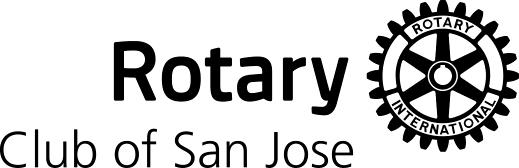 Rotary
Club of San Jose
ROTARY
INTERNATIONAL